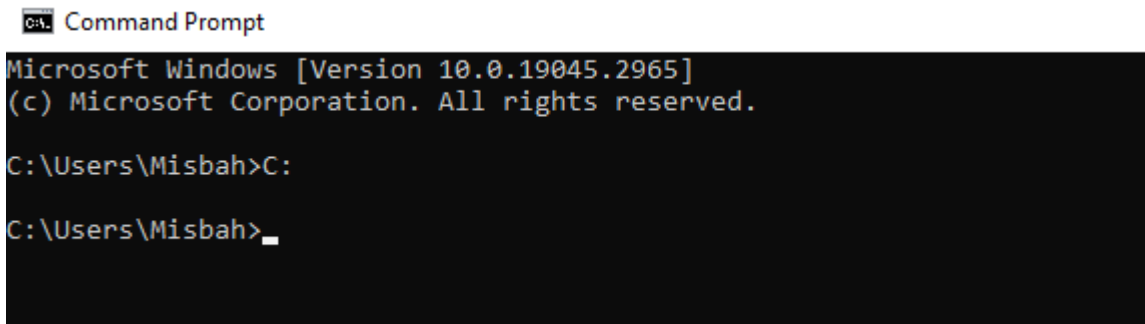 Command Prompt
Microsoft Windows [Version 10.0.19045.2965]
(c) Microsoft Corporation. All rights reserved.
C:\Users\Misbah>C:
C:\Users\Misbah>